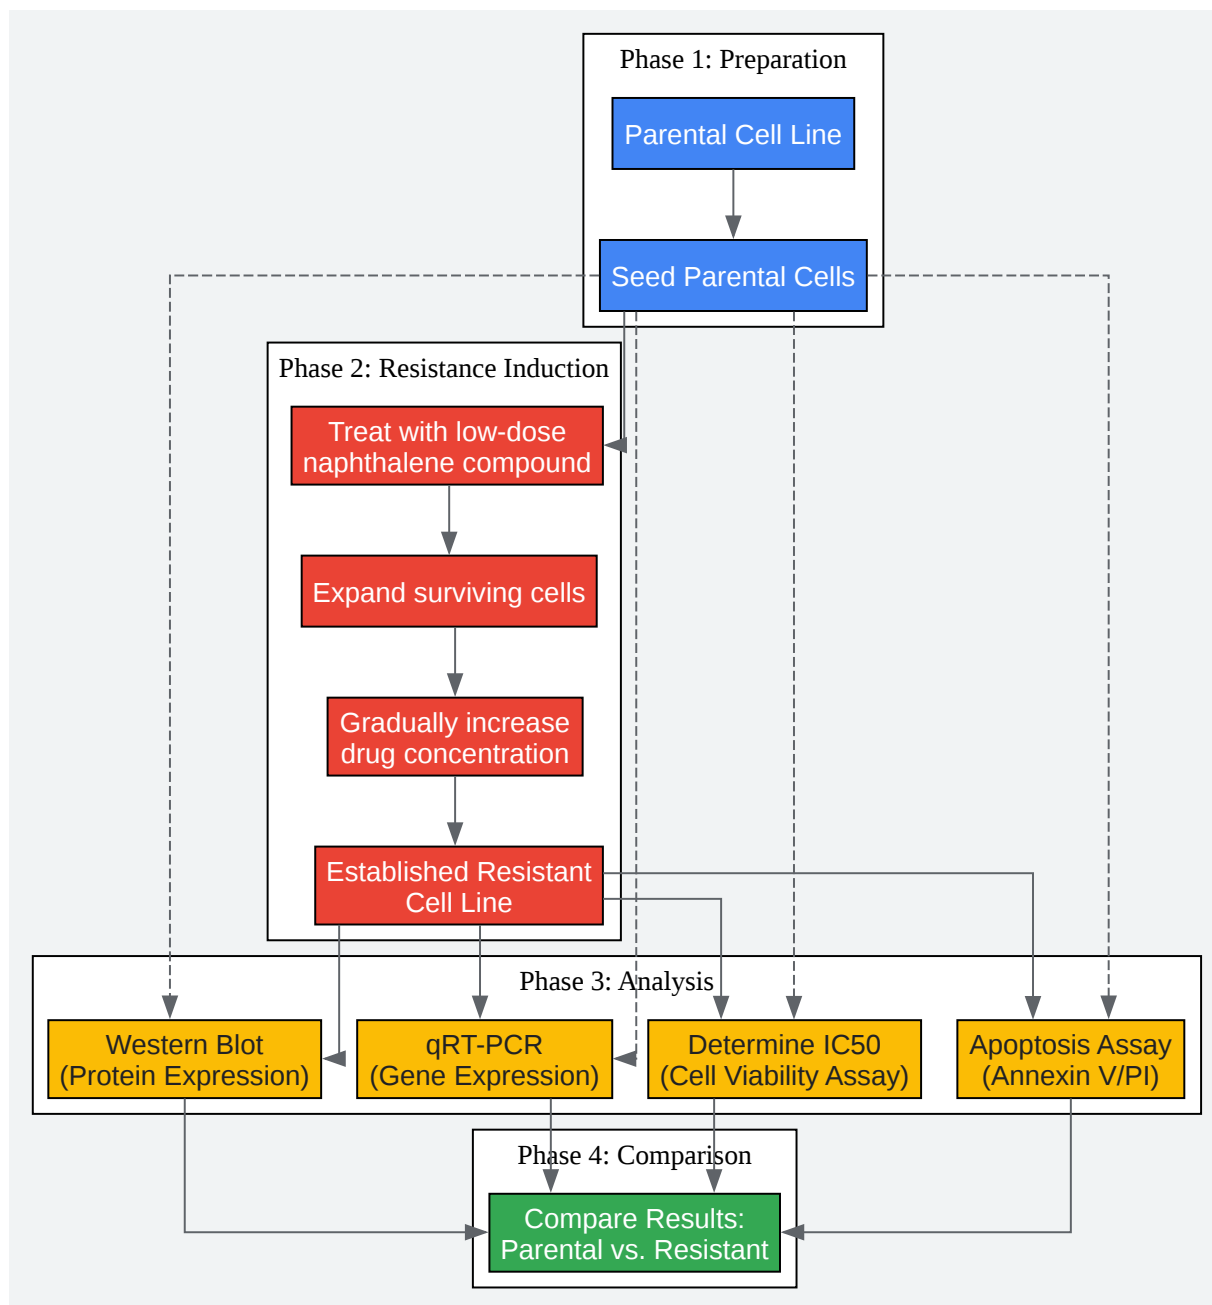 Phase 1: Preparation
Parental Cell Line
Seed Parental Cells
Phase 2: Resistance Induction
Treat with low-dose
naphthalene compound
Expand surviving cells
Gradually increase
drug concentration
Established Resistant
Cell Line
Phase 3: Analysis
Western Blot
(Protein Expression)
qRT-PCR
(Gene Expression)
Determine IC50
(Cell Viability Assay)
Apoptosis Assay
(Annexin V/PI)
Phase 4: Comparison
Compare Results:
Parental vs. Resistant